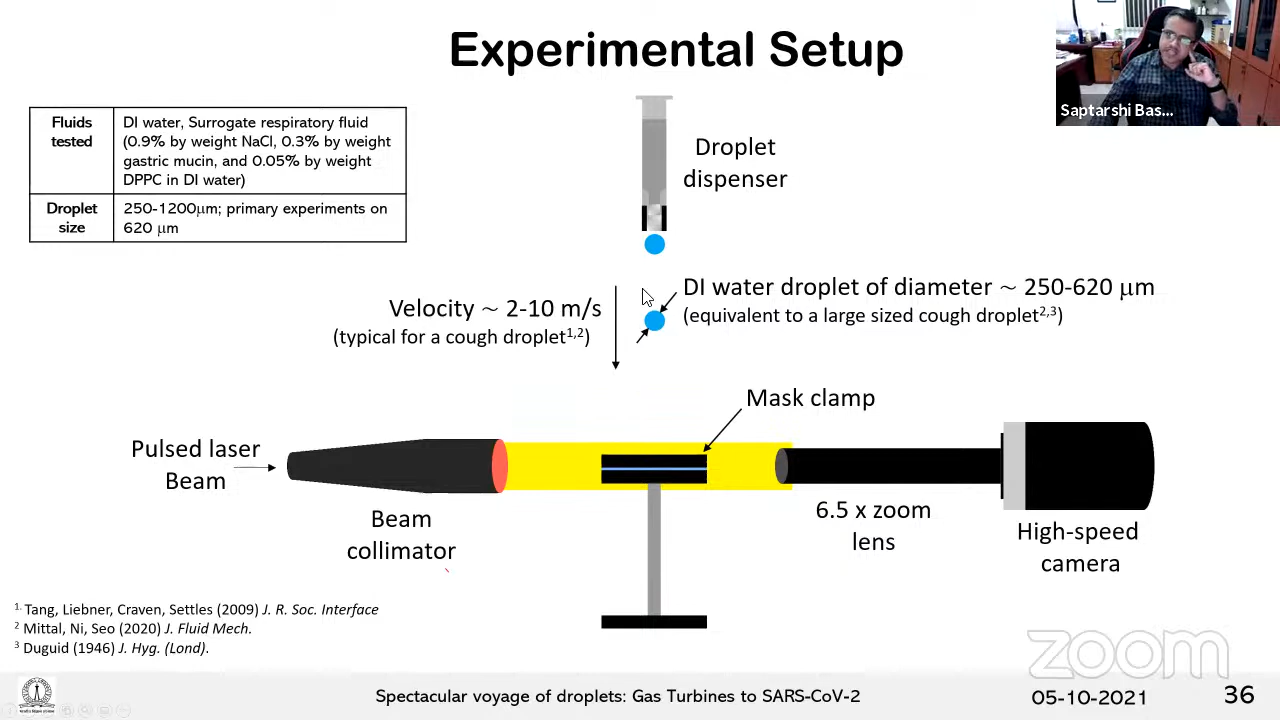 Experimental Setup
Saptarshi Bas...
Fluids tested
DI water, Surrogate respiratory fluid
(0.9% by weight NaCl, 0.3% by weight
gastric mucin, and 0.05% by weight
DPPC in DI water)
Droplet size
250-1200μm; primary experiments on
620 μm
Droplet
dispenser
Velocity ~ 2-10 m/s
(typical for a cough droplet1,2)
DI water droplet of diameter ~ 250-620 μm
(equivalent to a large sized cough droplet2,3)
Mask clamp
Pulsed laser
Beam
Beam
collimator
6.5 x zoom
lens
High-speed
camera
1. Tang, Liebner, Craven, Settles (2009) J. R. Soc. Interface
2 Mittal, Ni, Seo (2020) J. Fluid Mech.
3 Duguid (1946) J. Hyg. (Lond).
zoom
Spectacular voyage of droplets: Gas Turbines to SARS-CoV-2
05-10-2021
36